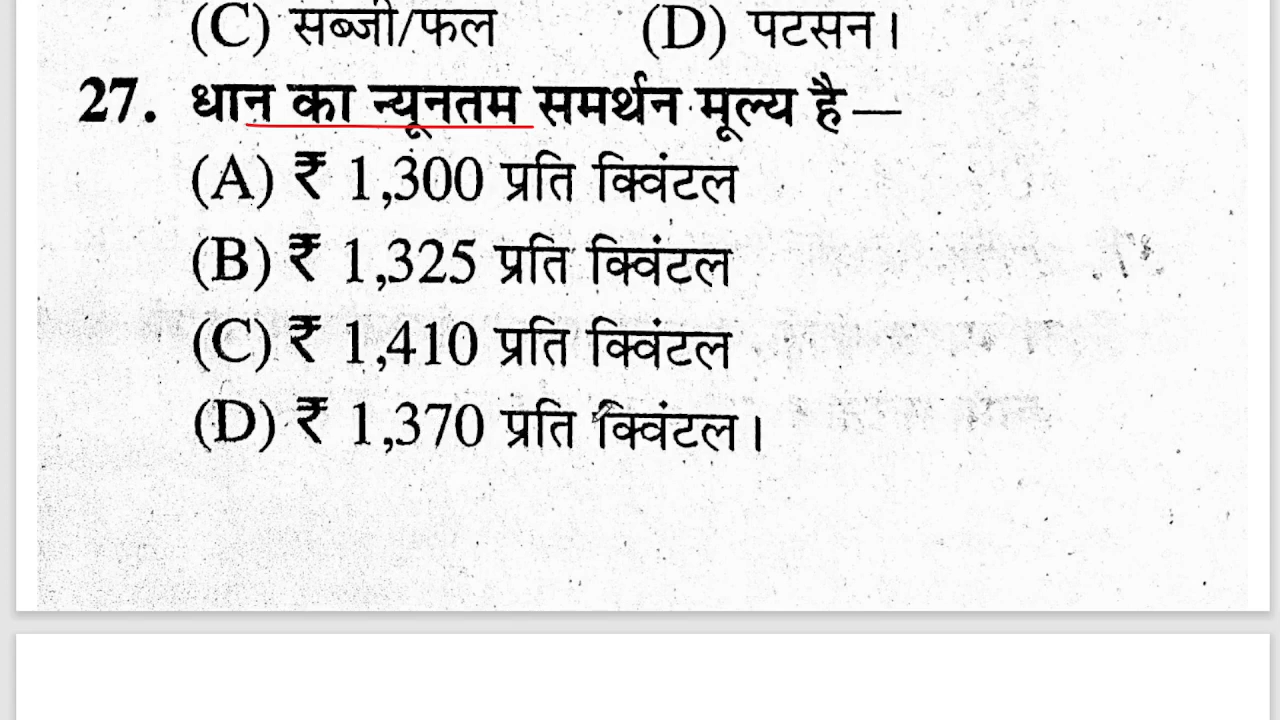 (C) सब्जी/फल (D) पटसन।
27. धान का न्यूनतम समर्थन मूल्य है—
(A) ₹ 1,300 प्रति क्विंटल
(B) ₹ 1,325 प्रति क्विंटल
(C) ₹ 1,410 प्रति क्विंटल
(D) ₹ 1,370 प्रति क्विंटल।